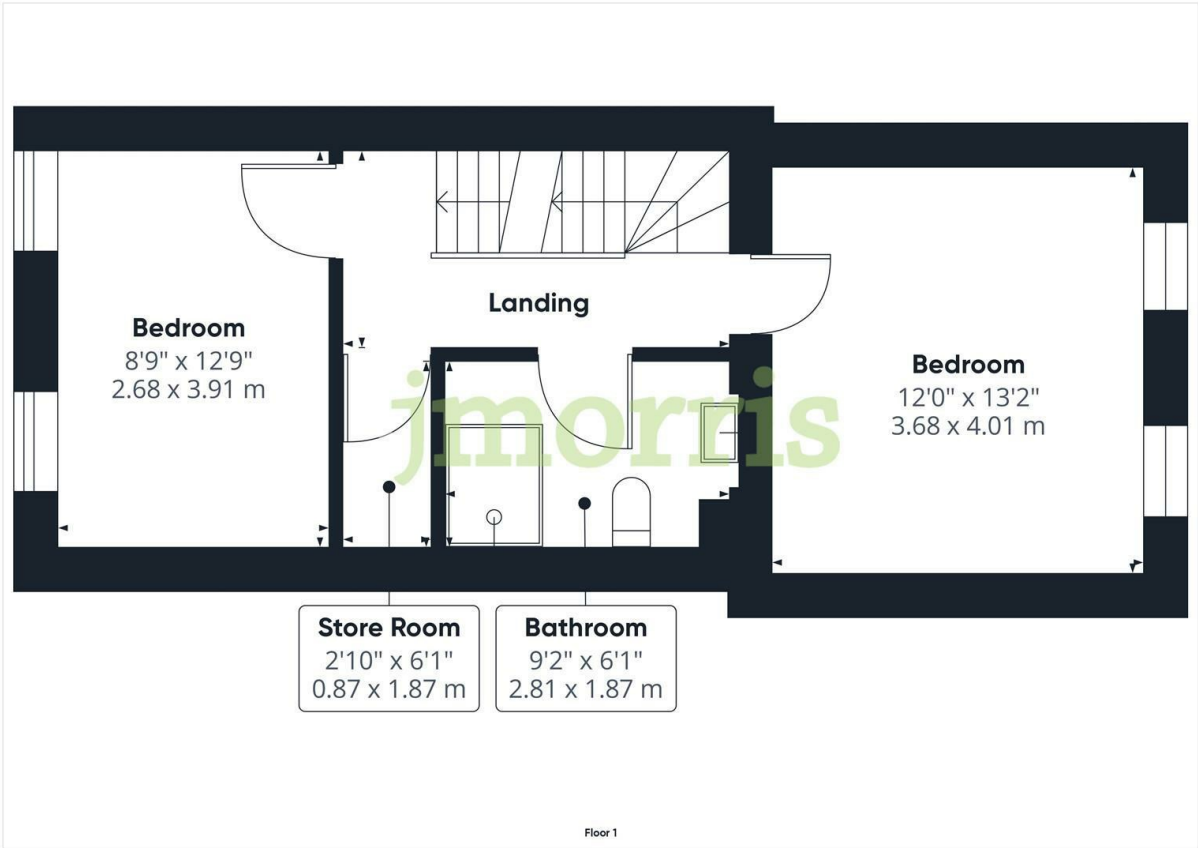 Landing
Bedroom
8'9" x 12'9"
2.68 x 3.91 m
Bedroom
12'0" x 13'2"
3.68 x 4.01 m
jmorris
Store Room
2'10" x 6'1"
0.87 x 1.87 m
Bathroom
9'2" x 6'1"
2.81 x 1.87 m
Floor 1